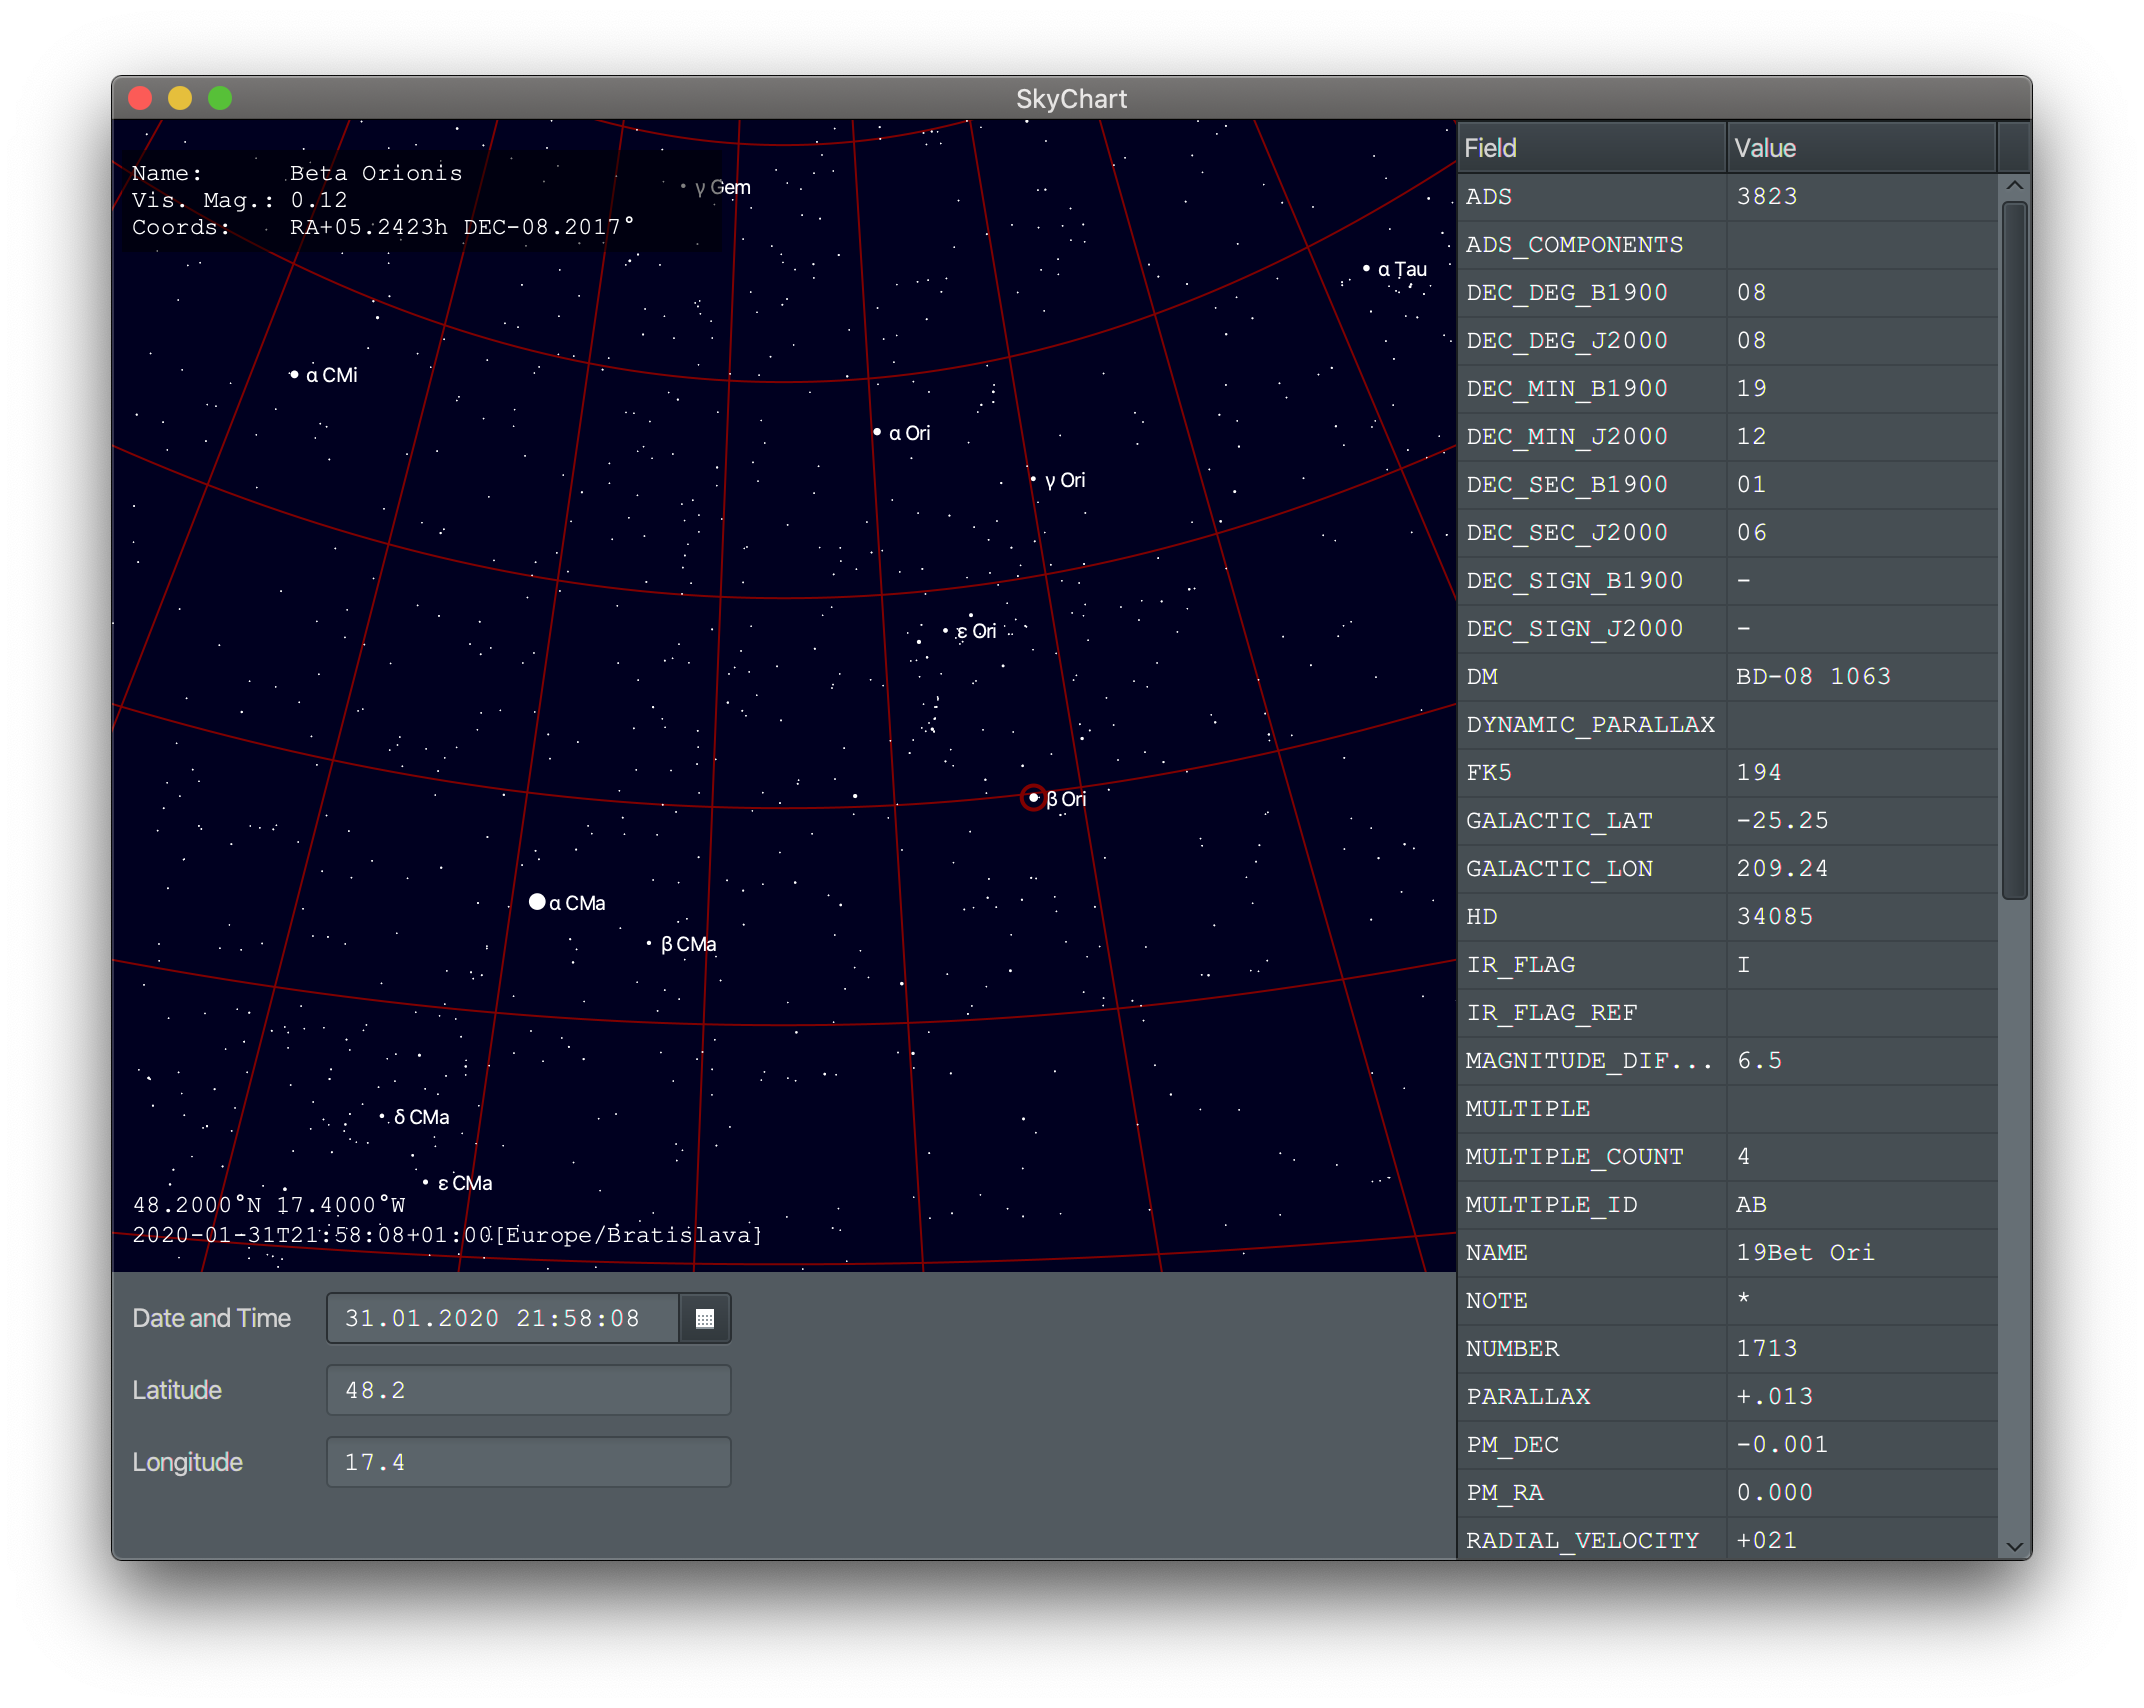 SkyChart
Name: Beta Orionis
Vis. Mag.: 0.12
Coords: RA+05.2423h DEC-08.2017°
γ Gem
α Tau
α CMi
α Ori
γ Ori
ε Ori
β Ori
α CMa
β CMa
δ CMa
ε CMa
48.2000°N 17.4000°W
2020-01-31T21:58:08+01:00[Europe/Bratislava]
Date and Time 31.01.2020 21:58:08
Latitude 48.2
Longitude 17.4
Field Value
ADS 3823
ADS_COMPONENTS
DEC_DEG_B1900 08
DEC_DEG_J2000 08
DEC_MIN_B1900 19
DEC_MIN_J2000 12
DEC_SEC_B1900 01
DEC_SEC_J2000 06
DEC_SIGN_B1900 -
DEC_SIGN_J2000 -
DM BD-08 1063
DYNAMIC_PARALLAX
FK5 194
GALACTIC_LAT -25.25
GALACTIC_LON 209.24
HD 34085
IR_FLAG I
IR_FLAG_REF
MAGNITUDE_DIF... 6.5
MULTIPLE
MULTIPLE_COUNT 4
MULTIPLE_ID AB
NAME 19Bet Ori
NOTE *
NUMBER 1713
PARALLAX +.013
PM_DEC -0.001
PM_RA 0.000
RADIAL_VELOCITY +021